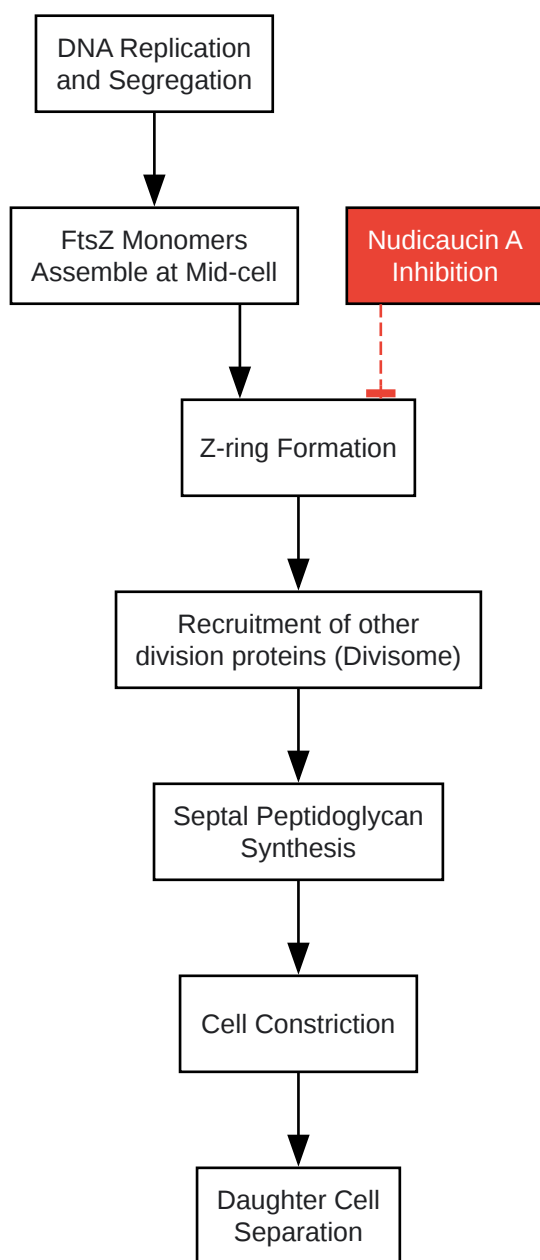 DNA Replication
and Segregation
FtsZ Monomers
Assemble at Mid-cell
Nudicaucin A
Inhibition
Z-ring Formation
Recruitment of other
division proteins (Divisome)
Septal Peptidoglycan
Synthesis
Cell Constriction
Daughter Cell
Separation